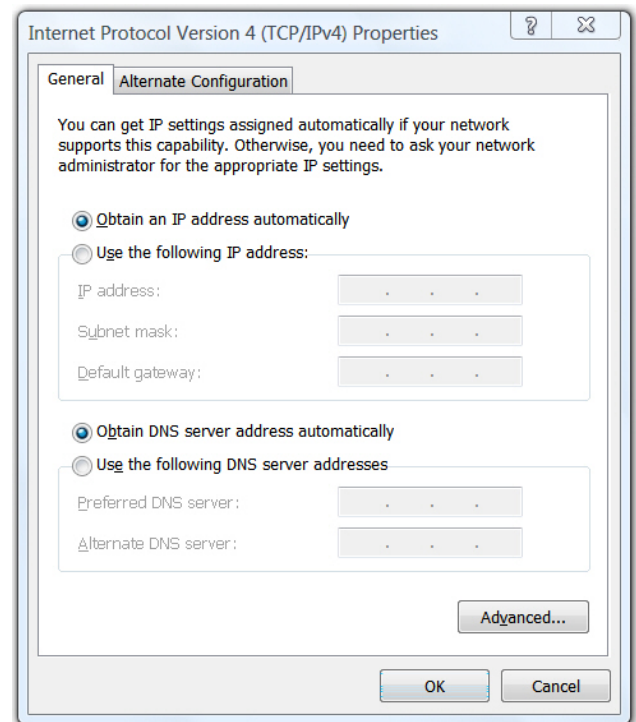 Internet Protocol Version 4 (TCP/IPv4) Properties
General
Alternate Configuration
You can get IP settings assigned automatically if your network
supports this capability. Otherwise, you need to ask your network
administrator for the appropriate IP settings.
Obtain an IP address automatically
Use the following IP address:
IP address:
Subnet mask:
Default gateway:
Obtain DNS server address automatically
Use the following DNS server addresses
Preferred DNS server:
Alternate DNS server:
Advanced...
OK
Cancel